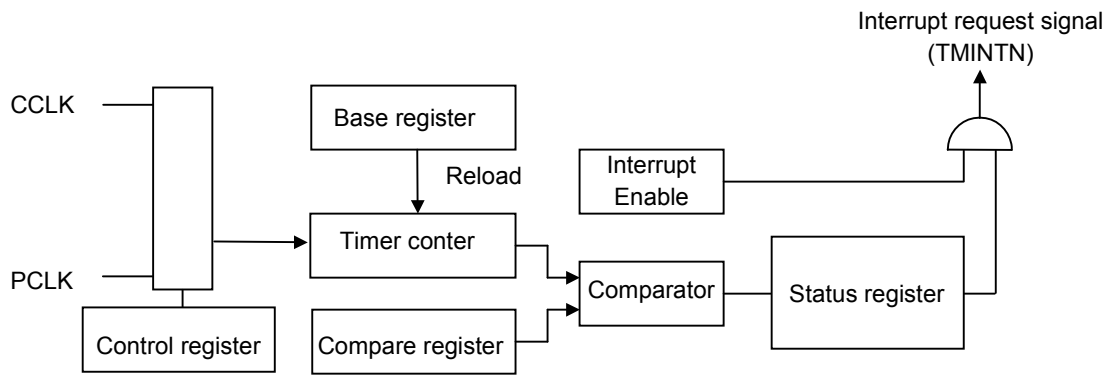 Interrupt request signal
(TMINTN)
CCLK
Base register
Reload
Interrupt
Enable
Timer conter
PCLK
Comparator
Status register
Control register
Compare register